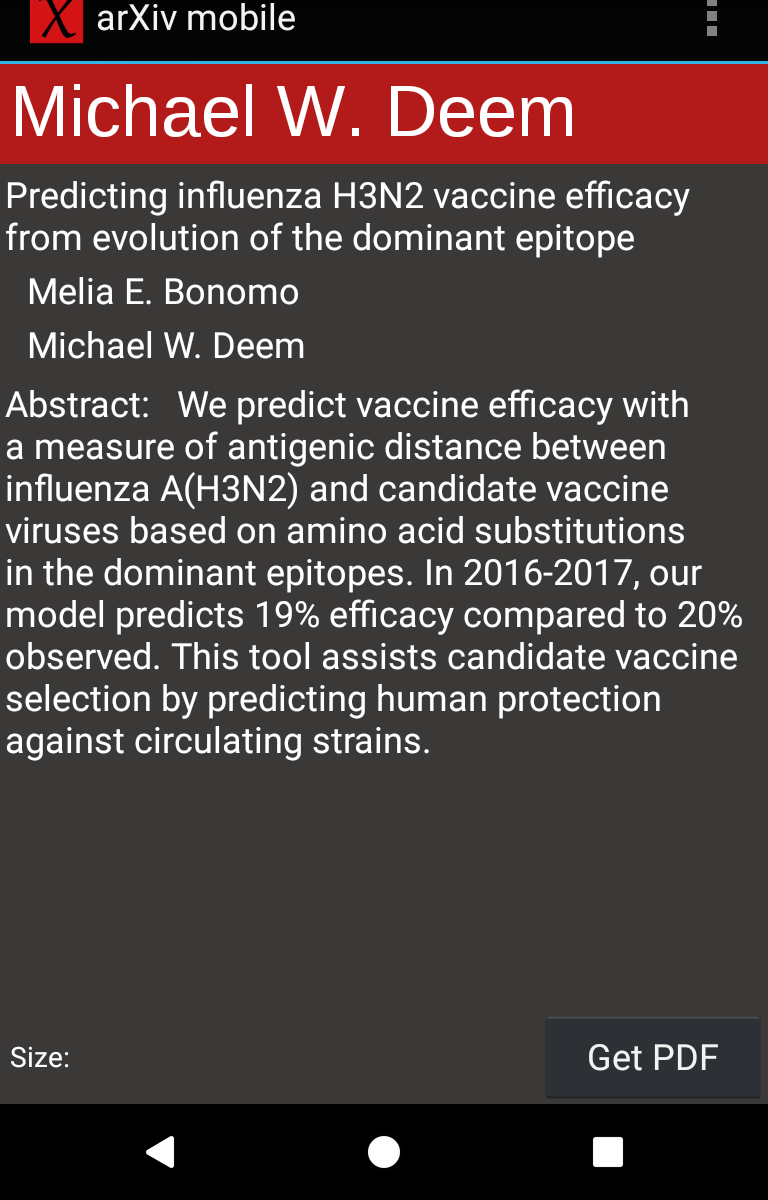 X arXiv mobile
Michael W. Deem
Predicting influenza H3N2 vaccine efficacy
from evolution of the dominant epitope
Melia E. Bonomo
Michael W. Deem
Abstract: We predict vaccine efficacy with
a measure of antigenic distance between
influenza A(H3N2) and candidate vaccine
viruses based on amino acid substitutions
in the dominant epitopes. In 2016-2017, our
model predicts 19% efficacy compared to 20%
observed. This tool assists candidate vaccine
selection by predicting human protection
against circulating strains.
Size:
Get PDF